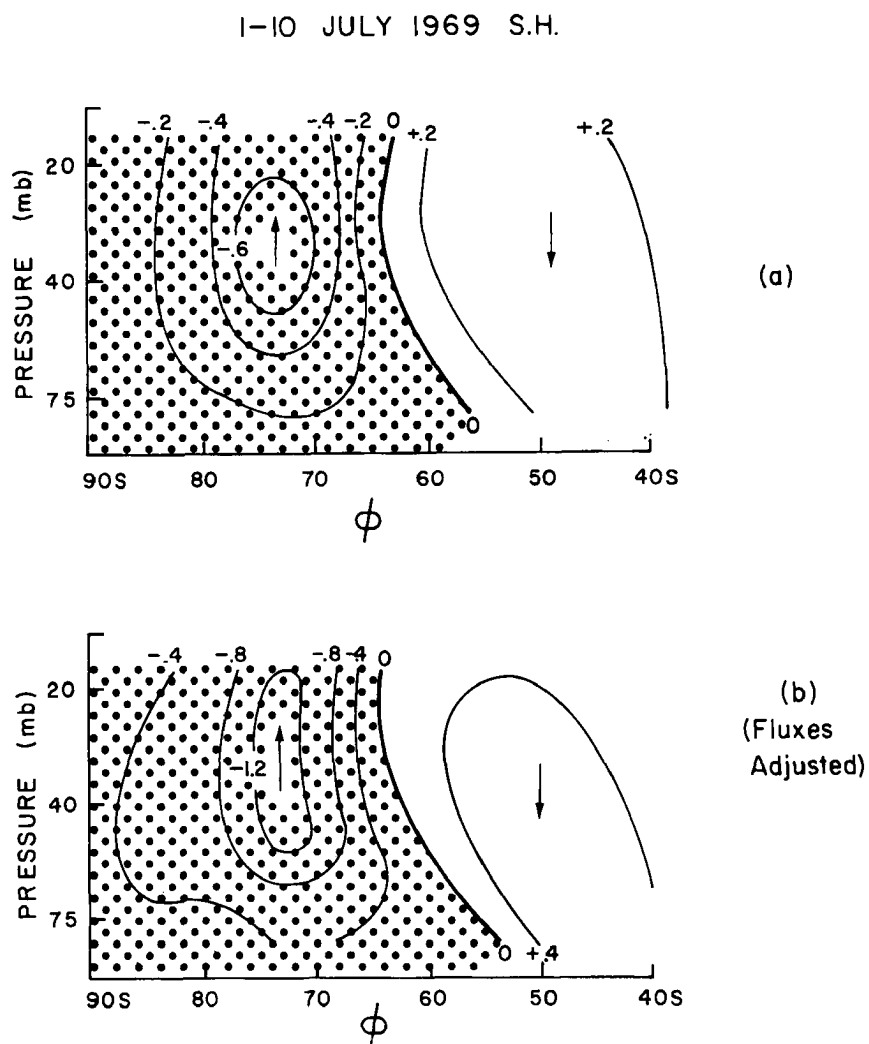 1-10 JULY 1969 S.H.
-.2 -.4 -.4 -.2 0 +.2 +.2
20
-.6
40
PRESSURE (mb)
(a)
75
0
90S 80 70 60 50 40S
ϕ
-.4 -.8 -.8 -.4 0
20
(b)
(Fluxes
Adjusted)
-1.2
40
PRESSURE (mb)
75
0 +.4
90S 80 70 60 50 40S
ϕ